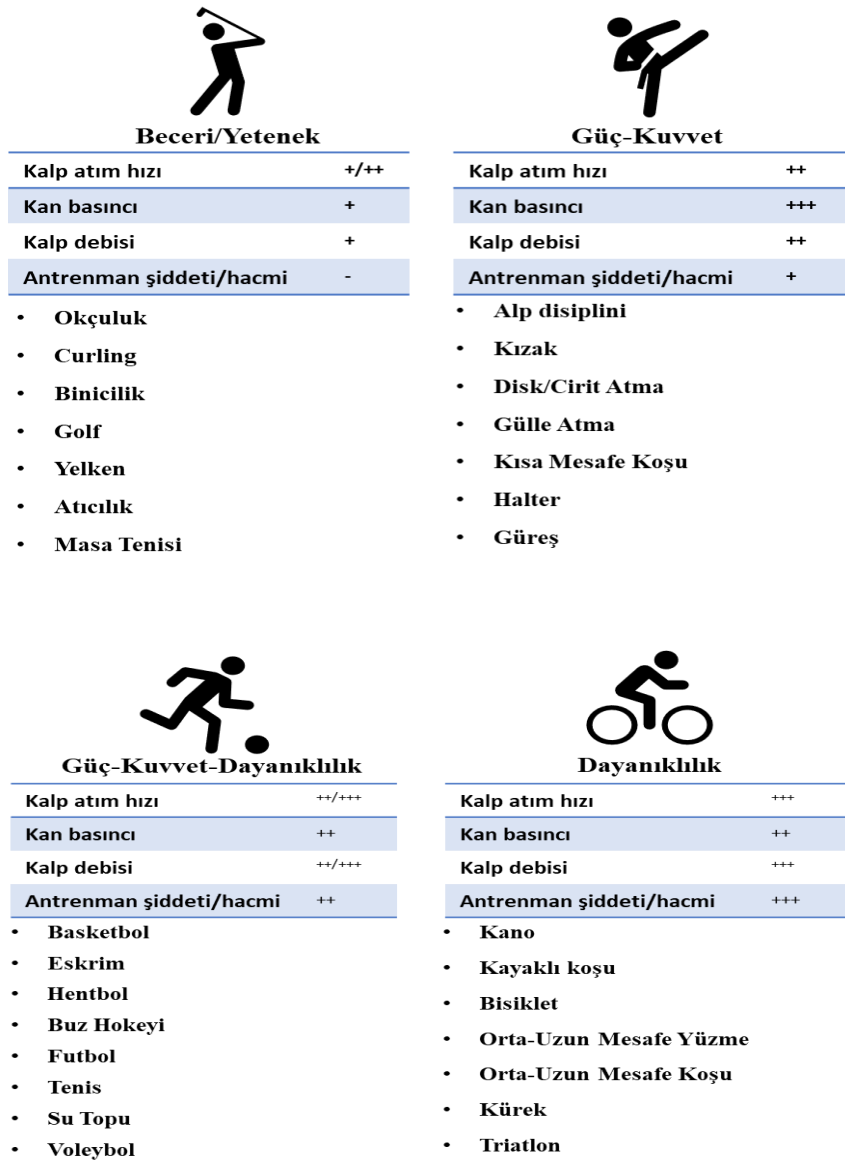 Beceri/Yetenek
Kalp atım hızı +/++
Kan basıncı +
Kalp debisi +
Antrenman şiddeti/hacmi -
• Okçuluk
• Curling
• Binicilik
• Golf
• Yelken
• Atıcılık
• Masa Tenisi
Güç-Kuvvet
Kalp atım hızı ++
Kan basıncı +++
Kalp debisi ++
Antrenman şiddeti/hacmi +
• Alp disiplini
• Kızak
• Disk/Cirit Atma
• Gülle Atma
• Kısa Mesafe Koşu
• Halter
• Güreş
Güç-Kuvvet-Dayanıklılık
Kalp atım hızı ++/+++
Kan basıncı ++
Kalp debisi ++/+++
Antrenman şiddeti/hacmi ++
• Basketbol
• Eskrim
• Hentbol
• Buz Hokeyi
• Futbol
• Tenis
• Su Topu
• Voleybol
Dayanıklılık
Kalp atım hızı +++
Kan basıncı ++
Kalp debisi +++
Antrenman şiddeti/hacmi +++
• Kano
• Kayaklı koşu
• Bisiklet
• Orta-Uzun Mesafe Yüzme
• Orta-Uzun Mesafe Koşu
• Kürek
• Triatlon